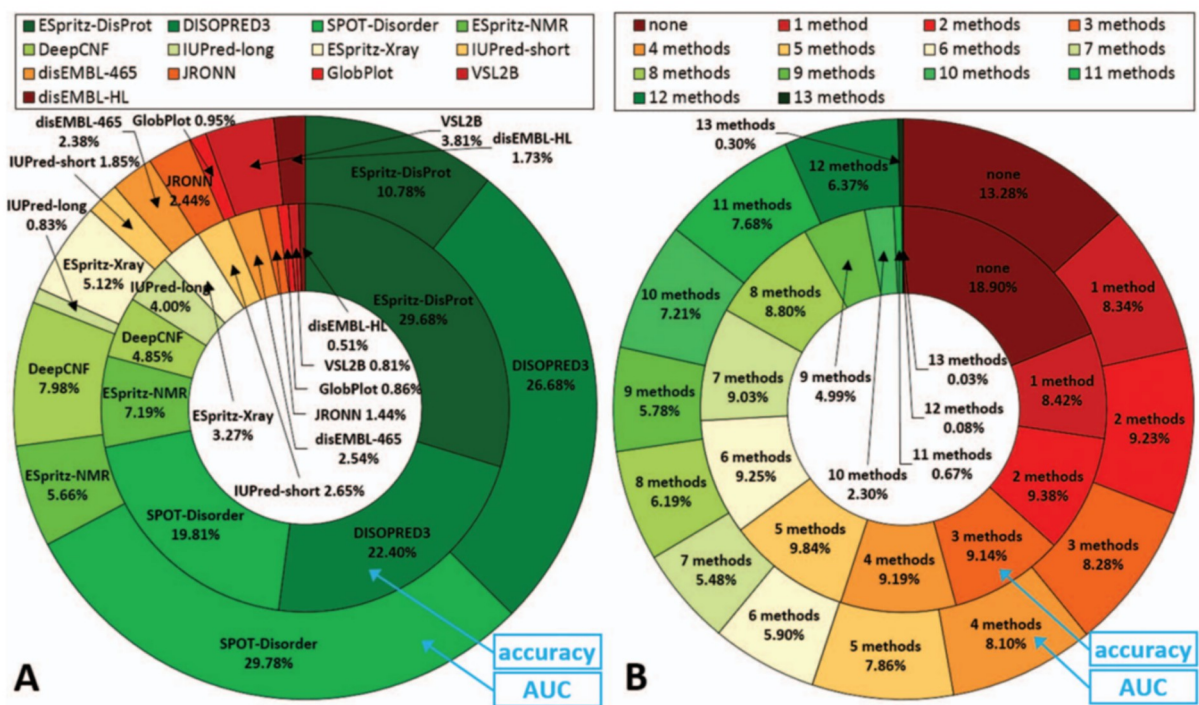 ESpritz-DisProt DISOPRED3 SPOT-Disorder ESpritz-NMR
DeepCNF IUPred-long ESpritz-Xray IUPred-short
disEMBL-465 JRONN GlobPlot VSL2B
disEMBL-HL
disEMBL-465
2.38%
GlobPlot 0.95%
VSL2B
3.81%
disEMBL-HL
1.73%
IUPred-short 1.85%
JRONN
2.44%
IUPred-long
0.83%
ESpritz-Xray
5.12%
DeepCNF
7.98%
ESpritz-NMR
5.66%
SPOT-Disorder
29.78%
DISOPRED3
26.68%
ESpritz-DisProt
10.78%
ESpritz-DisProt
29.68%
IUPred-long
4.00%
DeepCNF
4.85%
ESpritz-NMR
7.19%
SPOT-Disorder
19.81%
DISOPRED3
22.40%
disEMBL-HL
0.51%
VSL2B 0.81%
GlobPlot 0.86%
JRONN 1.44%
disEMBL-465
2.54%
ESpritz-Xray
3.27%
IUPred-short 2.65%
accuracy
AUC
A
none 1 method 2 methods 3 methods
4 methods 5 methods 6 methods 7 methods
8 methods 9 methods 10 methods 11 methods
12 methods 13 methods
13 methods
0.30%
12 methods
6.37%
none
13.28%
11 methods
7.68%
1 method
8.34%
10 methods
7.21%
2 methods
9.23%
9 methods
5.78%
3 methods
8.28%
8 methods
6.19%
4 methods
8.10%
7 methods
5.48%
6 methods
5.90%
5 methods
7.86%
none
18.90%
8 methods
8.80%
7 methods
9.03%
1 method
8.42%
6 methods
9.25%
2 methods
9.38%
5 methods
9.84%
4 methods
9.19%
3 methods
9.14%
9 methods
4.99%
13 methods
0.03%
12 methods
0.08%
11 methods
0.67%
10 methods
2.30%
accuracy
AUC
B